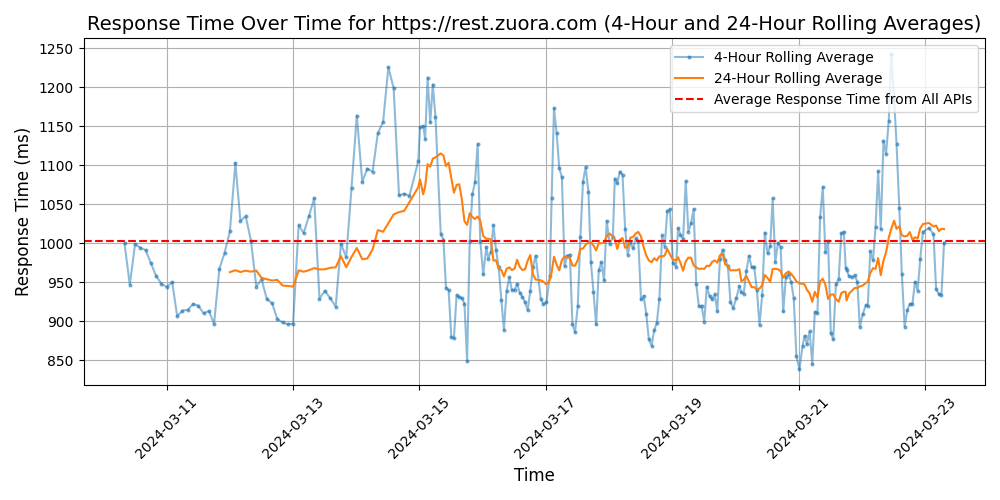 Response Time Over Time for https://rest.zuora.com (4-Hour and 24-Hour Rolling Averages)
4-Hour Rolling Average
24-Hour Rolling Average
Average Response Time from All APIs
Response Time (ms)
1250
1200
1150
1100
1050
1000
950
900
850
2024-03-11
2024-03-13
2024-03-15
2024-03-17
2024-03-19
2024-03-21
2024-03-23
Time